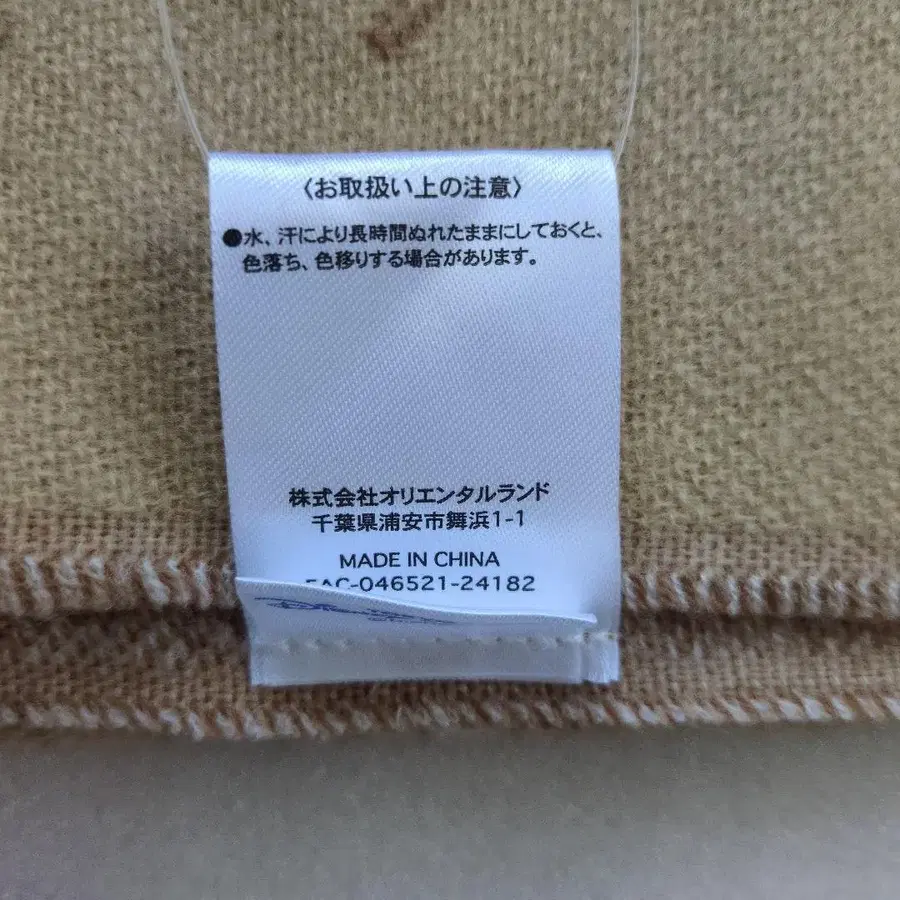 〈お取扱い上の注意〉
●水、汗により長時間ぬれたままにしておくと、
色落ち、色移りする場合があります。
株式会社オリエンタルランド
千葉県浦安市舞浜1-1
MADE IN CHINA
FAC-046521-24182